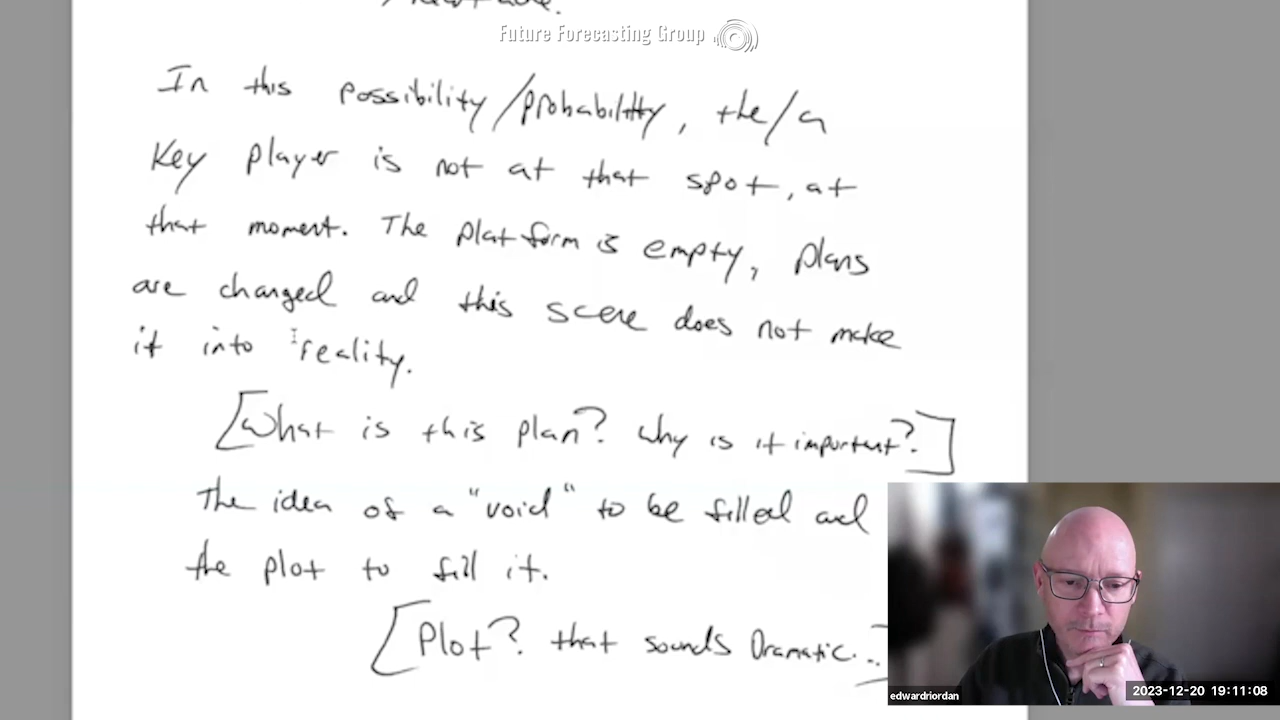 Future Forecasting Group
In this possibility/probability, the/a
Key player is not at that spot, at
that moment. The platform is empty, plans
are changed and this scene does not make
it into reality.
[What is this plan? Why is it important?]
The idea of a "void" to be filled and
the plot to fill it.
[Plot? that sounds Dramatic..
edwardriordan
2023-12-20 19:11:08